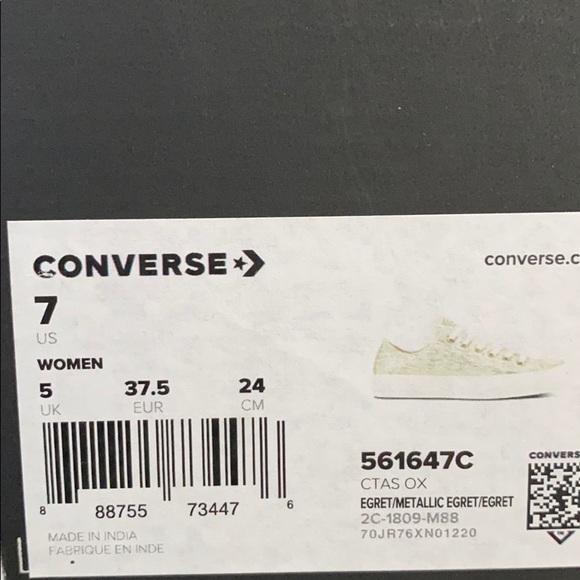 CONVERSE
converse.c
7
US
WOMEN
5 37.5 24
UK EUR CM
8 88755 73447 6
561647C
CTAS OX
EGRET/METALLIC EGRET/EGRET
2C-1809-M88
70JR76XN01220
CONVERS
MADE IN INDIA
FABRIQUE EN INDE